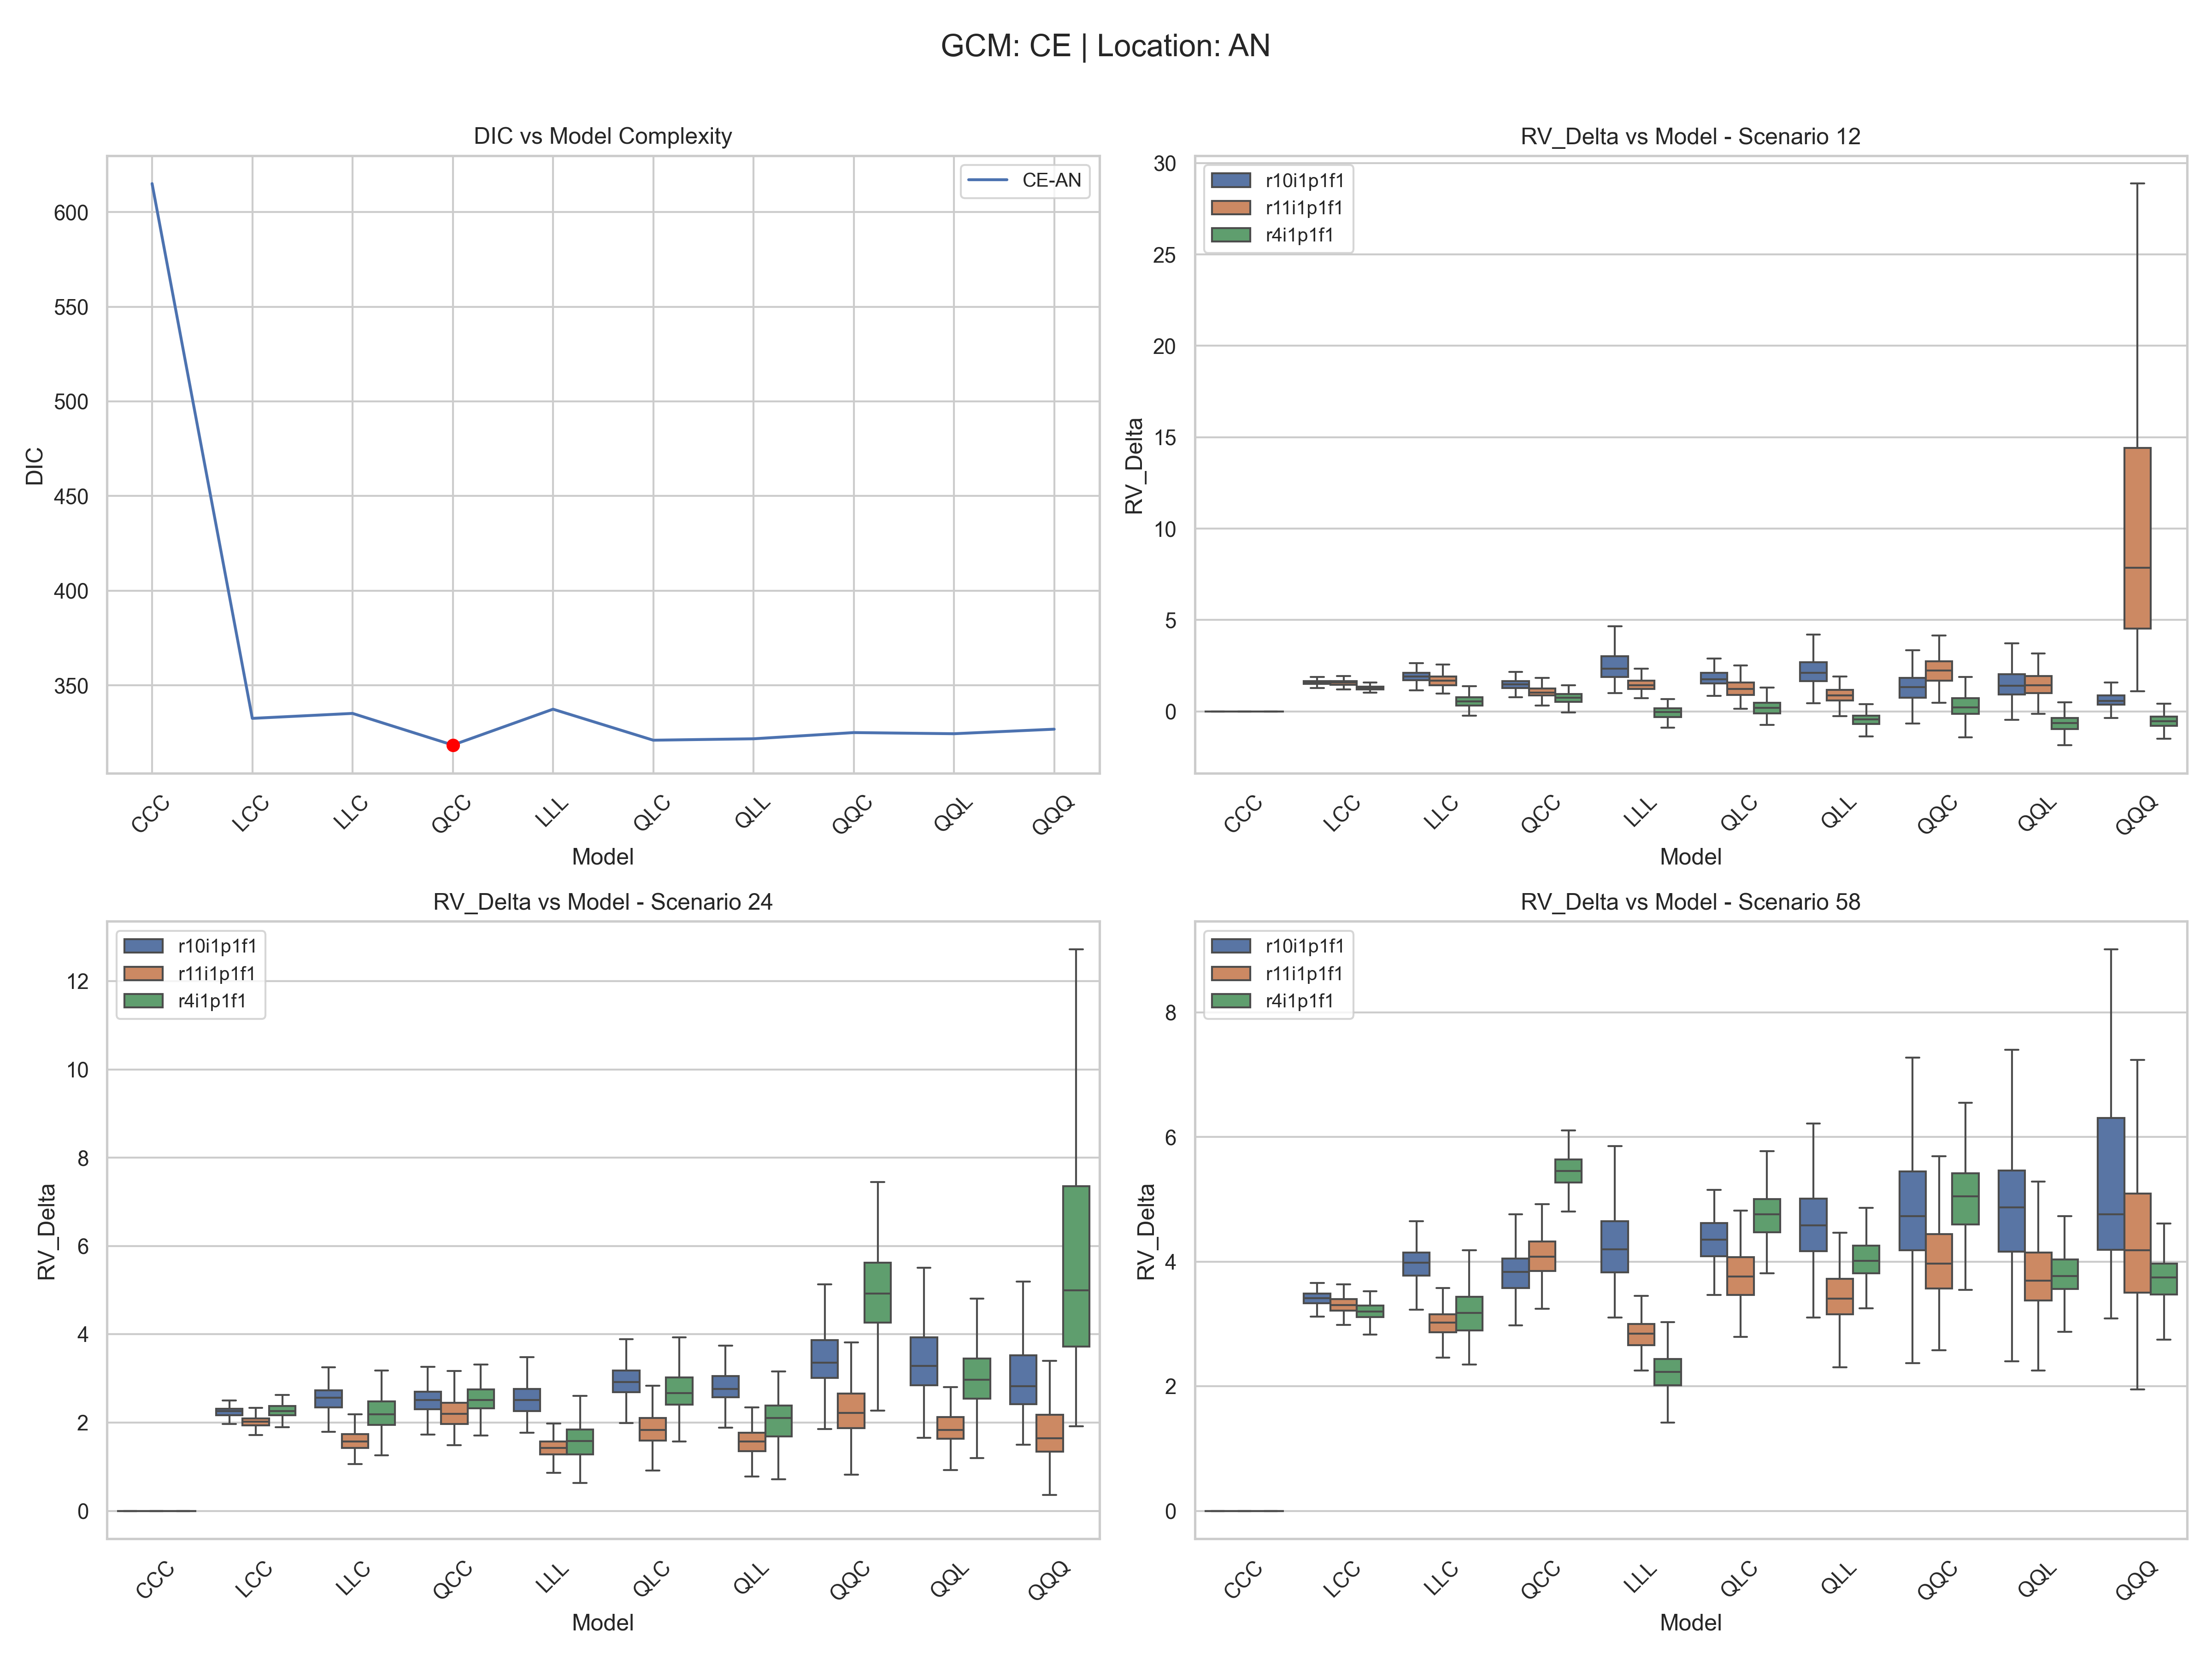 GCM: CE | Location: AN
DIC vs Model Complexity
CE-AN
DIC
600
550
500
450
400
350
CCC LCC LLC QCC LLL QLC QLL QQC QQL QQQ
Model
RV_Delta vs Model - Scenario 12
r10i1p1f1
r11i1p1f1
r4i1p1f1
RV_Delta
30
25
20
15
10
5
0
CCC LCC LLC QCC LLL QLC QLL QQC QQL QQQ
Model
RV_Delta vs Model - Scenario 24
r10i1p1f1
r11i1p1f1
r4i1p1f1
RV_Delta
12
10
8
6
4
2
0
CCC LCC LLC QCC LLL QLC QLL QQC QQL QQQ
Model
RV_Delta vs Model - Scenario 58
r10i1p1f1
r11i1p1f1
r4i1p1f1
RV_Delta
8
6
4
2
0
CCC LCC LLC QCC LLL QLC QLL QQC QQL QQQ
Model